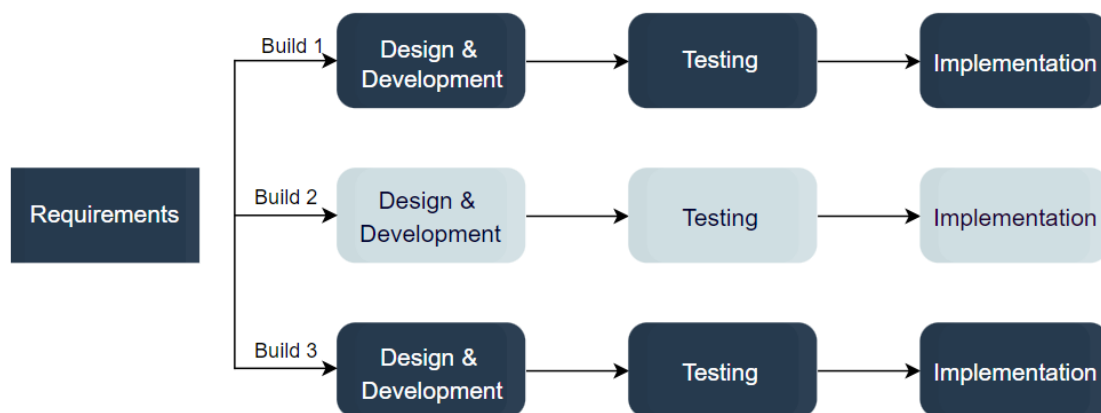 Build 1
Design &
Development
Testing
Implementation
Requirements
Build 2
Design &
Development
Testing
Implementation
Build 3
Design &
Development
Testing
Implementation